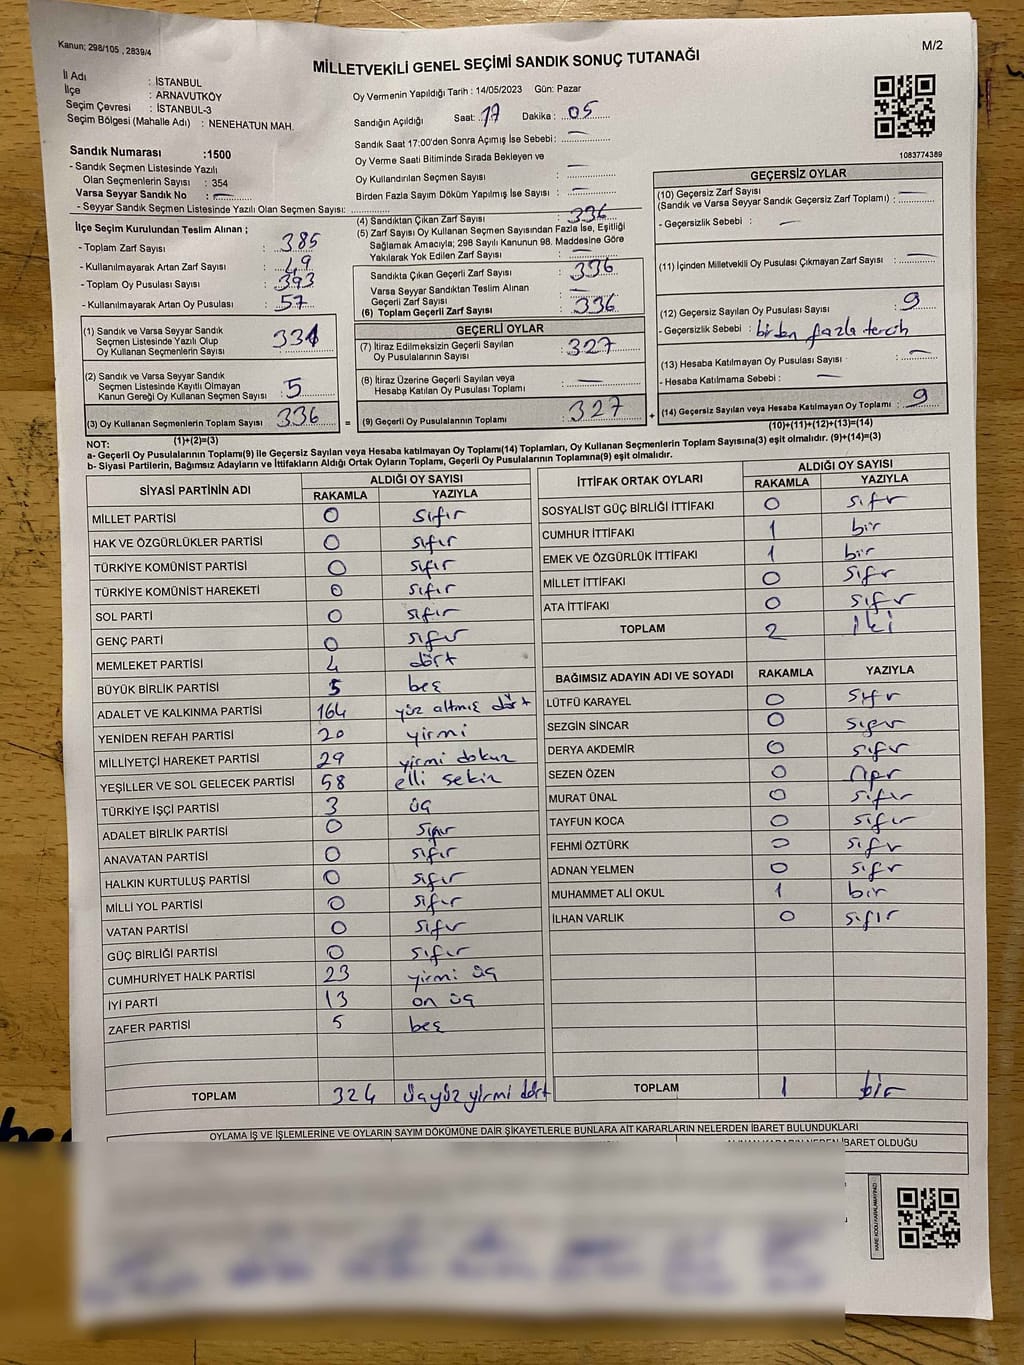 Kanun; 298/105 , 2839/4
M/2
MİLLETVEKİLİ GENEL SEÇİMİ SANDIK SONUÇ TUTANAĞI
İl Adı : İSTANBUL
İlçe : ARNAVUTKÖY
Seçim Çevresi : İSTANBUL-3
Seçim Bölgesi (Mahalle Adı) : NENEHATUN MAH.
Sandık Numarası :1500
- Sandık Seçmen Listesinde Yazılı
Olan Seçmenlerin Sayısı : 354
Varsa Seyyar Sandık No :
- Seyyar Sandık Seçmen Listesinde Yazılı Olan Seçmen Sayısı:
Oy Vermenin Yapıldığı Tarih : 14/05/2023 Gün: Pazar
Sandığın Açıldığı Saat: 17 Dakika : 05
Sandık Saat 17:00'den Sonra Açımış İse Sebebi: —
Oy Verme Saati Bitiminde Sırada Bekleyen ve
Oy Kullandırılan Seçmen Sayısı : —
Birden Fazla Sayım Döküm Yapılmış İse Sayısı : —
1083774389
İlçe Seçim Kurulundan Teslim Alınan ;
- Toplam Zarf Sayısı : 385
- Kullanılmayarak Artan Zarf Sayısı : 49
- Toplam Oy Pusulası Sayısı : 393
- Kullanılmayarak Artan Oy Pusulası : 57
(1) Sandık ve Varsa Seyyar Sandık
Seçmen Listesinde Yazılı Olup
Oy Kullanan Seçmenlerin Sayısı : 331
(2) Sandık ve Varsa Seyyar Sandık
Seçmen Listesinde Kayıtlı Olmayan
Kanun Gereği Oy Kullanan Seçmen Sayısı : 5
(3) Oy Kullanan Seçmenlerin Toplam Sayısı 336
(1)+(2)=(3)
(4) Sandıktan Çıkan Zarf Sayısı : 336
(5) Zarf Sayısı Oy Kullanan Seçmen Sayısından Fazla İse, Eşitliği
Sağlamak Amacıyla; 298 Sayılı Kanunun 98. Maddesine Göre
Yakılarak Yok Edilen Zarf Sayısı : —
Sandıkta Çıkan Geçerli Zarf Sayısı : 336
Varsa Seyyar Sandıktan Teslim Alınan
Geçerli Zarf Sayısı : —
(6) Toplam Geçerli Zarf Sayısı : 336
GEÇERLİ OYLAR
(7) İtiraz Edilmeksizin Geçerli Sayılan
Oy Pusulalarının Sayısı : 327
(8) İtiraz Üzerine Geçerli Sayılan veya
Hesaba Katılan Oy Pusulası Toplamı : —
= (9) Geçerli Oy Pusulalarının Toplamı : 327 +
GEÇERSİZ OYLAR
(10) Geçersiz Zarf Sayısı
(Sandık ve Varsa Seyyar Sandık Geçersiz Zarf Toplamı) : —
- Geçersizlik Sebebi : —
(11) İçinden Milletvekili Oy Pusulası Çıkmayan Zarf Sayısı : —
(12) Geçersiz Sayılan Oy Pusulası Sayısı : 9
- Geçersizlik Sebebi : birden fazla tercih
(13) Hesaba Katılmayan Oy Pusulası Sayısı : —
- Hesaba Katılmama Sebebi : —
(14) Geçersiz Sayılan veya Hesaba Katılmayan Oy Toplamı : 9
(10)+(11)+(12)+(13)=(14)
NOT:
a- Geçerli Oy Pusulalarının Toplamı(9) ile Geçersiz Sayılan veya Hesaba katılmayan Oy Toplamı(14) Toplamları, Oy Kullanan Seçmenlerin Toplam Sayısına(3) eşit olmalıdır. (9)+(14)=(3)
b- Siyasi Partilerin, Bağımsız Adayların ve İttifakların Aldığı Ortak Oyların Toplamı, Geçerli Oy Pusulalarının Toplamına(9) eşit olmalıdır.
SİYASİ PARTİNİN ADI ALDIĞI OY SAYISI
RAKAMLA YAZIYLA
MİLLET PARTİSİ 0 sıfır
HAK VE ÖZGÜRLÜKLER PARTİSİ 0 sıfır
TÜRKİYE KOMÜNİST PARTİSİ 0 sıfır
TÜRKİYE KOMÜNİST HAREKETİ 0 sıfır
SOL PARTİ 0 sıfır
GENÇ PARTİ 0 sıfır
MEMLEKET PARTİSİ 4 dört
BÜYÜK BİRLİK PARTİSİ 5 beş
ADALET VE KALKINMA PARTİSİ 164 yüz altmış dört
YENİDEN REFAH PARTİSİ 20 yirmi
MİLLİYETÇİ HAREKET PARTİSİ 29 yirmi dokuz
YEŞİLLER VE SOL GELECEK PARTİSİ 58 elli sekiz
TÜRKİYE İŞÇİ PARTİSİ 3 üç
ADALET BİRLİK PARTİSİ 0 sıfır
ANAVATAN PARTİSİ 0 sıfır
HALKIN KURTULUŞ PARTİSİ 0 sıfır
MİLLİ YOL PARTİSİ 0 sıfır
VATAN PARTİSİ 0 sıfır
GÜÇ BİRLİĞİ PARTİSİ 0 sıfır
CUMHURİYET HALK PARTİSİ 23 yirmi üç
İYİ PARTİ 13 on üç
ZAFER PARTİSİ 5 beş
TOPLAM 324 üçyüz yirmi dört
İTTİFAK ORTAK OYLARI ALDIĞI OY SAYISI
RAKAMLA YAZIYLA
SOSYALİST GÜÇ BİRLİĞİ İTTİFAKI 0 sıfır
CUMHUR İTTİFAKI 1 bir
EMEK VE ÖZGÜRLÜK İTTİFAKI 1 bir
MİLLET İTTİFAKI 0 sıfır
ATA İTTİFAKI 0 sıfır
TOPLAM 2 iki
BAĞIMSIZ ADAYIN ADI VE SOYADI RAKAMLA YAZIYLA
LÜTFÜ KARAYEL 0 sıfır
SEZGİN SİNCAR 0 sıfır
DERYA AKDEMİR 0 sıfır
SEZEN ÖZEN 0 sıfır
MURAT ÜNAL 0 sıfır
TAYFUN KOCA 0 sıfır
FEHMİ ÖZTÜRK 0 sıfır
ADNAN YELMEN 0 sıfır
MUHAMMET ALİ OKUL 1 bir
İLHAN VARLIK 0 sıfır
TOPLAM 1 bir
OYLAMA İŞ VE İŞLEMLERİNE VE OYLARIN SAYIM DÖKÜMÜNE DAİR ŞİKAYETLERLE BUNLARA AİT KARARLARIN NELERDEN İBARET BULUNDUKLARI
ALINAN KARARIN NEDEN İBARET OLDUĞU
KARE KODU KARALAMAYINIZ!